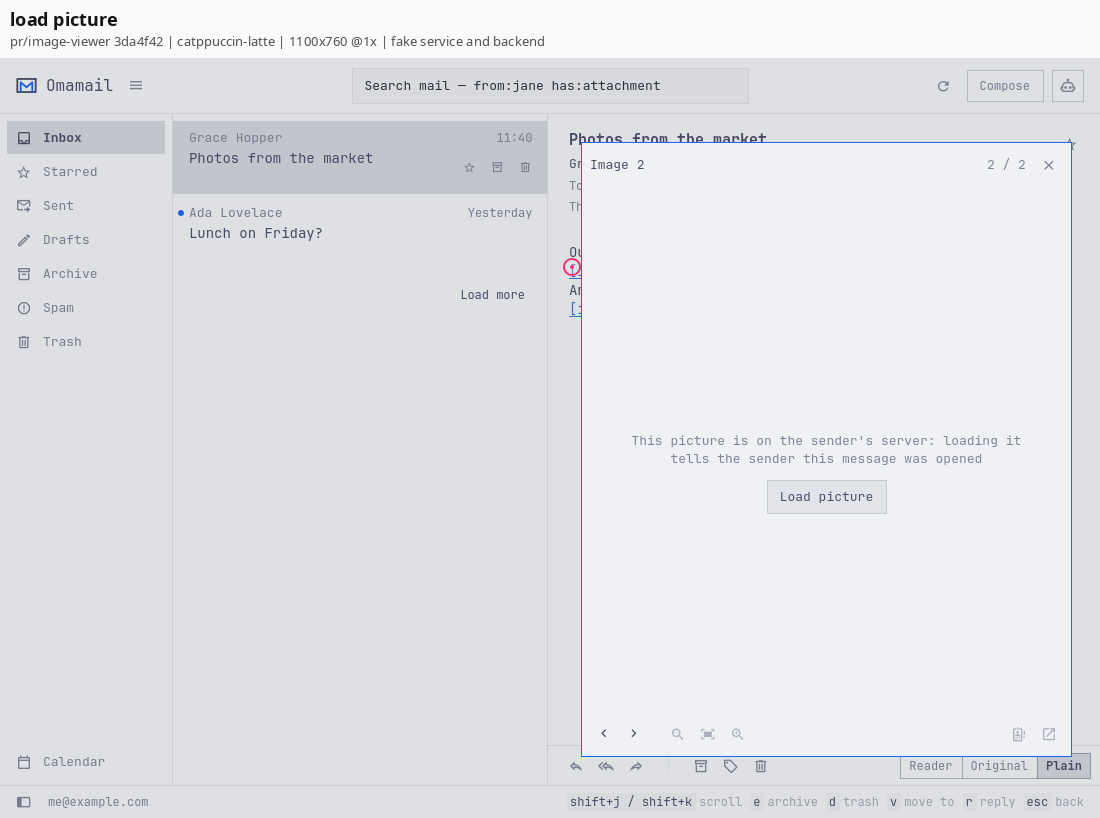 load picture
pr/image-viewer 3da4f42 | catppuccin-latte | 1100x760 @1x | fake service and backend
Omamail
Search mail — from:jane has:attachment
Compose
Inbox
Starred
Sent
Drafts
Archive
Spam
Trash
Calendar
me@example.com
Grace Hopper 11:40
Photos from the market
Ada Lovelace Yesterday
Lunch on Friday?
Load more
Photos from the market
Image 2 2 / 2
This picture is on the sender's server: loading it
tells the sender this message was opened
Load picture
Reader Original Plain
shift+j / shift+k scroll e archive d trash v move to r reply esc back